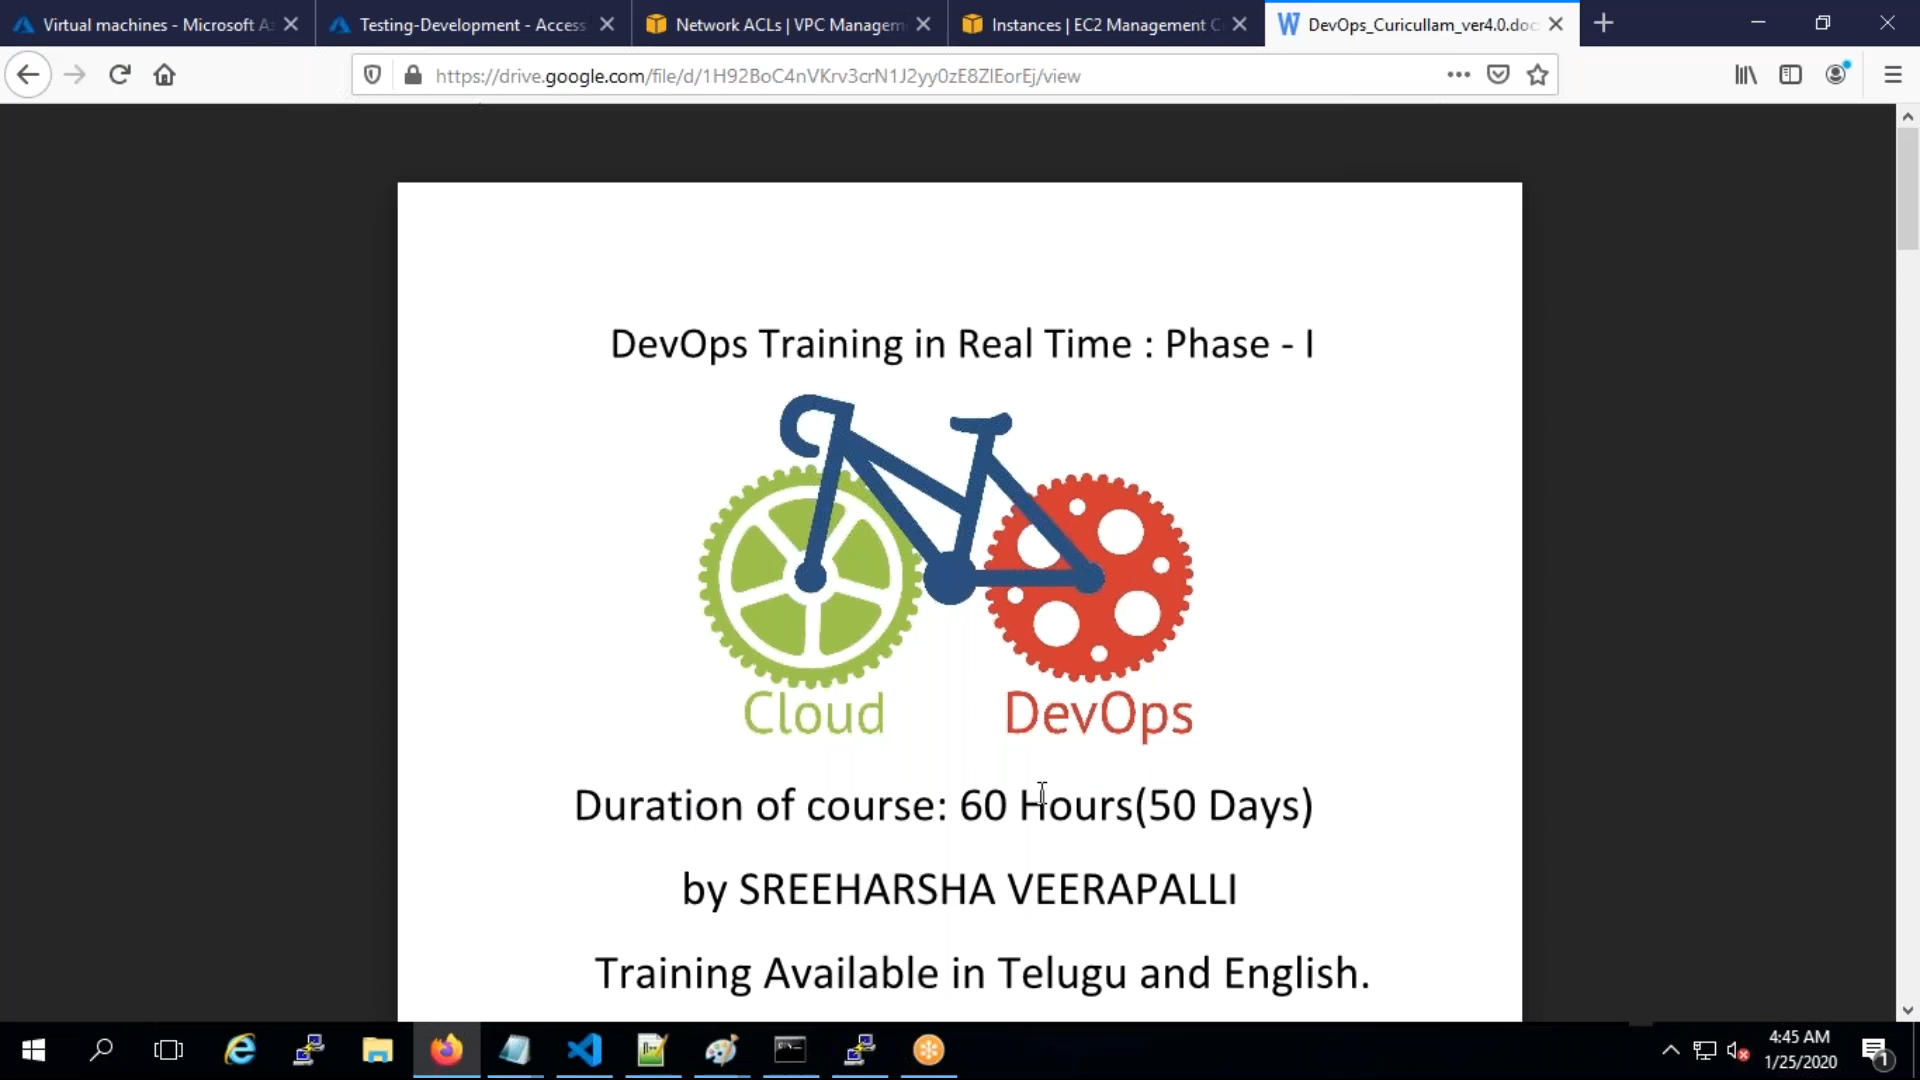 Virtual machines - Microsoft A
Testing-Development - Access
Network ACLs | VPC Managem
Instances | EC2 Management C
DevOps_Curicullam_ver4.0.doc
https://drive.google.com/file/d/1H92BoC4nVKrv3crN1J2yy0zE8ZlEorEj/view
DevOps Training in Real Time : Phase - I
Cloud
DevOps
Duration of course: 60 Hours(50 Days)
by SREEHARSHA VEERAPALLI
Training Available in Telugu and English.
4:45 AM
1/25/2020
1